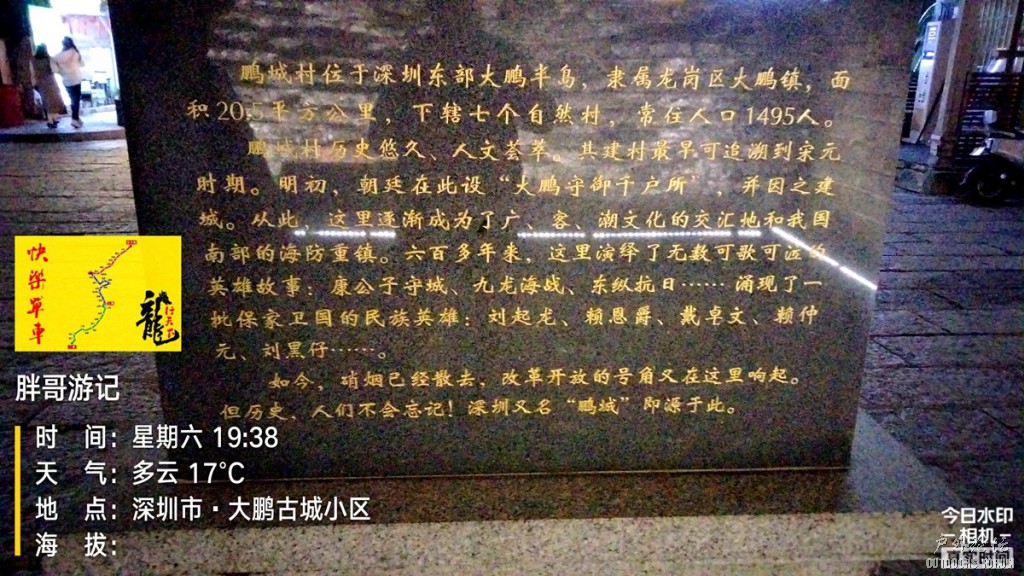 鹏城村位于深圳东部大鹏半岛，隶属龙岗区大鹏镇，面
积20.5平方公里，下辖七个自然村，常住人口1495人。
鹏城村历史悠久、人文荟萃。其建村最早可追溯到宋元
时期。明初，朝廷在此设“大鹏守御千户所”，并因之建
城。从此，这里逐渐成为了广、客、潮文化的交汇地和我国
南部的海防重镇。六百多年来，这里演绎了无数可歌可泣的
英雄故事：康公子守城、九龙海战、东纵抗日……涌现了一
批保家卫国的民族英雄：刘起龙、赖恩爵、戴卓文、赖仲
元、刘黑仔……。
如今，硝烟已经散去，改革开放的号角又在这里响起。
但历史，人们不会忘记！深圳又名“鹏城”即源于此。
快樂單車
龍行天下
胖哥游记
时 间：星期六 19:38
天 气：多云 17℃
地 点：深圳市·大鹏古城小区
海 拔：
今日水印
相机
真实时间
OUTDOORS FORUM